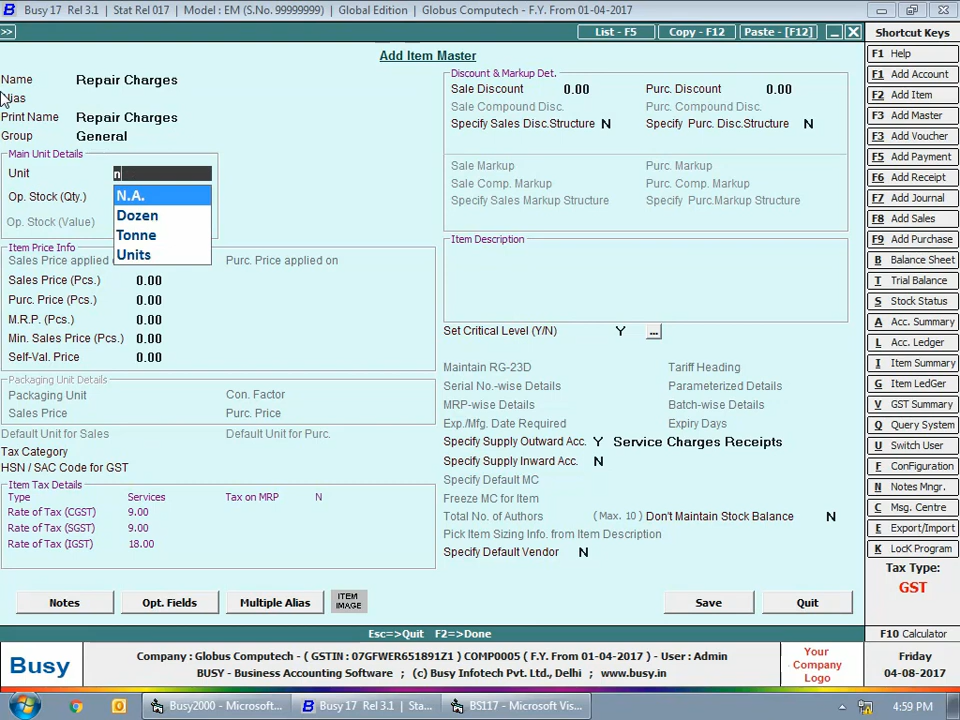 Busy 17 Rel 3.1 | Stat Rel 017 | Model : EM (S.No. 99999999) | Global Edition | Globus Computech - F.Y. From 01-04-2017
>> List - F5 Copy - F12 Paste - [F12]
Add Item Master
Name Repair Charges
Alias
Print Name Repair Charges
Group General
Main Unit Details
Unit n
N.A.
Dozen
Tonne
Units
Op. Stock (Qty.)
Op. Stock (Value)
Item Price Info
Sales Price applied Purc. Price applied on
Sales Price (Pcs.) 0.00
Purc. Price (Pcs.) 0.00
M.R.P. (Pcs.) 0.00
Min. Sales Price (Pcs.) 0.00
Self-Val. Price 0.00
Packaging Unit Details
Packaging Unit Con. Factor
Sales Price Purc. Price
Default Unit for Sales Default Unit for Purc.
Tax Category
HSN / SAC Code for GST
Item Tax Details
Type Services Tax on MRP N
Rate of Tax (CGST) 9.00
Rate of Tax (SGST) 9.00
Rate of Tax (IGST) 18.00
Discount & Markup Det.
Sale Discount 0.00 Purc. Discount 0.00
Sale Compound Disc. Purc. Compound Disc.
Specify Sales Disc.Structure N Specify Purc. Disc.Structure N
Sale Markup Purc. Markup
Sale Comp. Markup Purc. Comp. Markup
Specify Sales Markup Structure Specify Purc.Markup Structure
Item Description
Set Critical Level (Y/N) Y ...
Maintain RG-23D Tariff Heading
Serial No.-wise Details Parameterized Details
MRP-wise Details Batch-wise Details
Exp./Mfg. Date Required Expiry Days
Specify Supply Outward Acc. Y Service Charges Receipts
Specify Supply Inward Acc. N
Specify Default MC
Freeze MC for Item
Total No. of Authors (Max. 10) Don't Maintain Stock Balance N
Pick Item Sizing Info. from Item Description
Specify Default Vendor N
Notes Opt. Fields Multiple Alias ITEM IMAGE Save Quit
Esc=>Quit F2=>Done
Shortcut Keys
F1 Help
F1 Add Account
F2 Add Item
F3 Add Master
F3 Add Voucher
F5 Add Payment
F6 Add Receipt
F7 Add Journal
F8 Add Sales
F9 Add Purchase
B Balance Sheet
T Trial Balance
S Stock Status
A Acc. Summary
L Acc. Ledger
I Item Summary
G Item LedGer
V GST Summary
Q Query System
U Switch User
F ConFiguration
N Notes Mngr.
C Msg. Centre
E Export/Import
K LocK Program
Tax Type:
GST
F10 Calculator
Busy
Company : Globus Computech - ( GSTIN : 07GFWER651891Z1 ) COMP0005 ( F.Y. From 01-04-2017 ) - User : Admin
BUSY - Business Accounting Software ; (c) Busy Infotech Pvt. Ltd., Delhi ; www.busy.in
Your Company Logo
Friday
04-08-2017
Busy2000 - Microsoft... Busy 17 Rel 3.1 | Sta... BS117 - Microsoft Vis... 4:59 PM